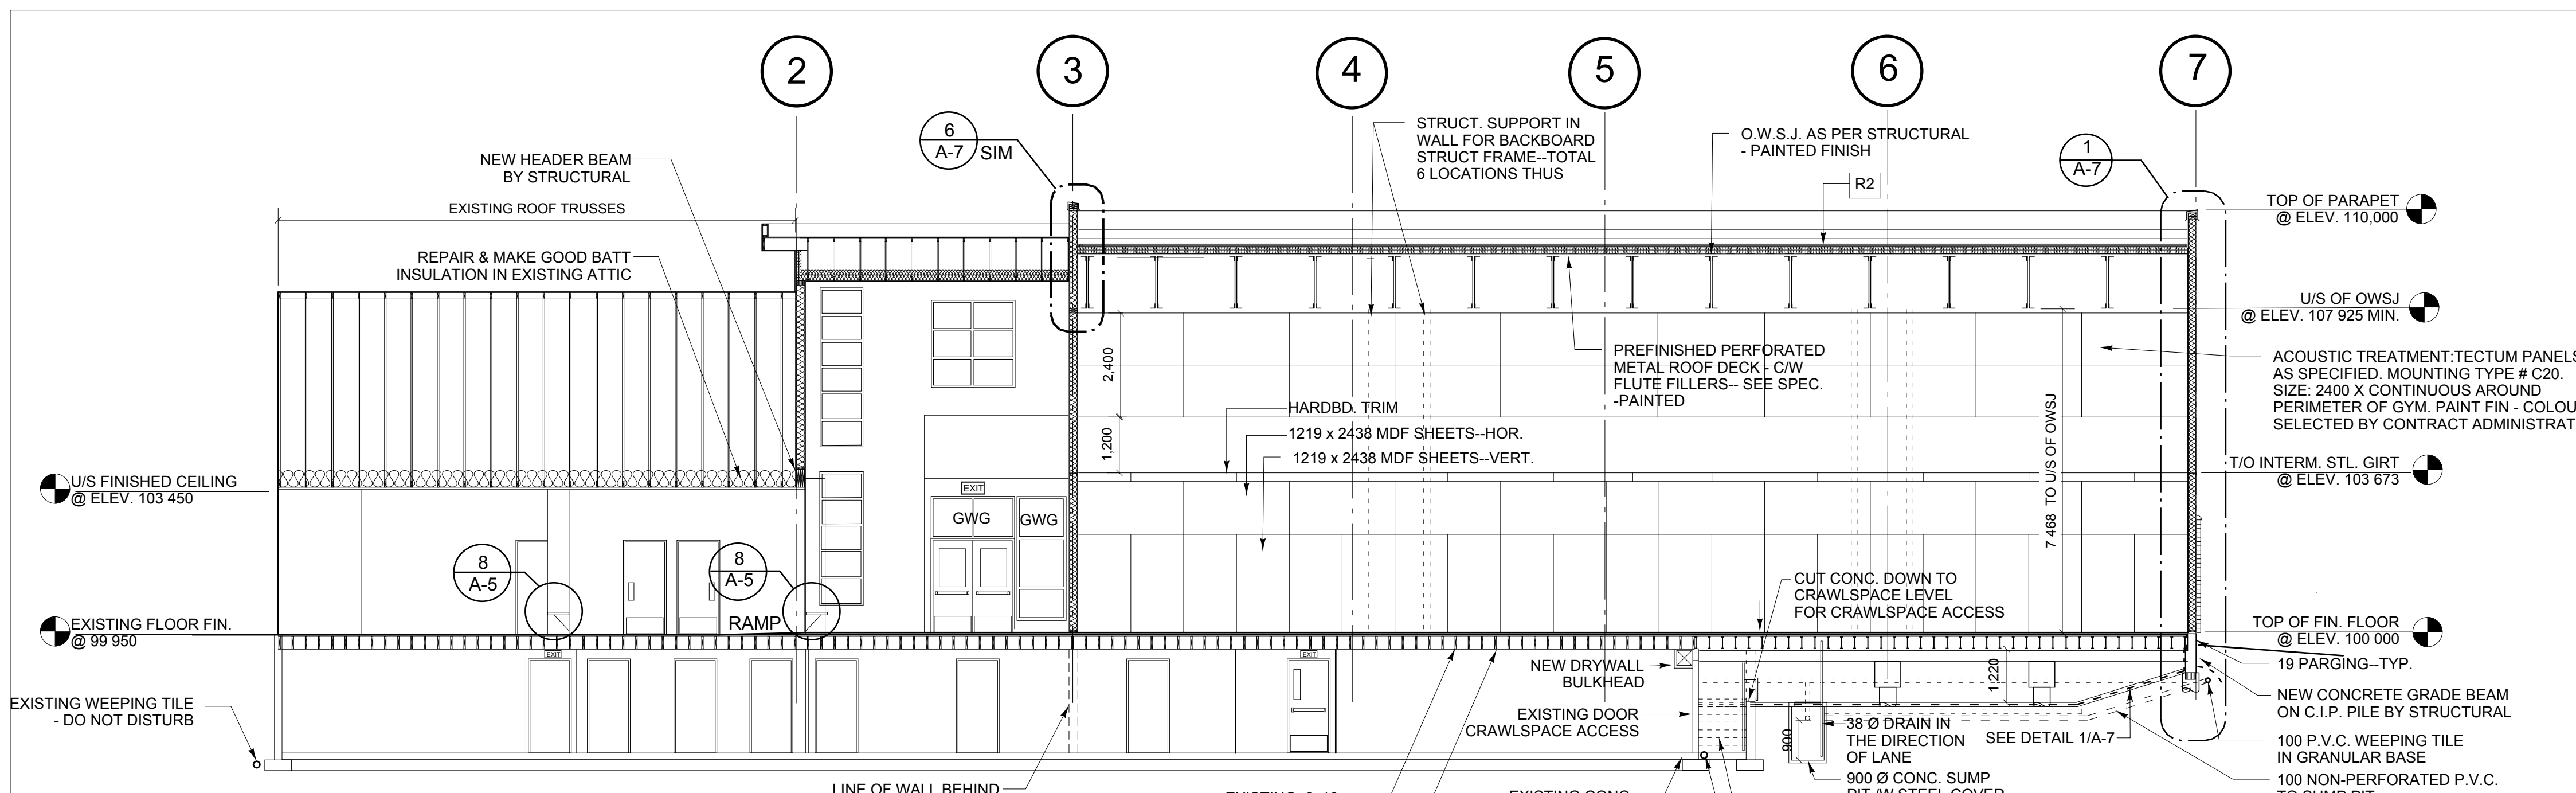 2
3
4
5
6
7
6
A-7
SIM
1
A-7
NEW HEADER BEAM
BY STRUCTURAL
EXISTING ROOF TRUSSES
REPAIR & MAKE GOOD BATT
INSULATION IN EXISTING ATTIC
STRUCT. SUPPORT IN
WALL FOR BACKBOARD
STRUCT FRAME--TOTAL
6 LOCATIONS THUS
O.W.S.J. AS PER STRUCTURAL
- PAINTED FINISH
R2
TOP OF PARAPET
@ ELEV. 110,000
U/S OF OWSJ
@ ELEV. 107 925 MIN.
PREFINISHED PERFORATED
METAL ROOF DECK - C/W
FLUTE FILLERS-- SEE SPEC.
-PAINTED
ACOUSTIC TREATMENT:TECTUM PANELS
AS SPECIFIED. MOUNTING TYPE # C20.
SIZE: 2400 X CONTINUOUS AROUND
PERIMETER OF GYM. PAINT FIN - COLOU
SELECTED BY CONTRACT ADMINISTRAT
2,400
1,200
HARDBD. TRIM
1219 x 2438 MDF SHEETS--HOR.
1219 x 2438 MDF SHEETS--VERT.
7 468 TO U/S OF OWSJ
T/O INTERM. STL. GIRT
@ ELEV. 103 673
U/S FINISHED CEILING
@ ELEV. 103 450
EXIT
GWG
GWG
8
A-5
8
A-5
RAMP
CUT CONC. DOWN TO
CRAWLSPACE LEVEL
FOR CRAWLSPACE ACCESS
EXISTING FLOOR FIN.
@ 99 950
TOP OF FIN. FLOOR
@ ELEV. 100 000
EXIT
EXIT
NEW DRYWALL
BULKHEAD
1,220
19 PARGING--TYP.
EXISTING WEEPING TILE
- DO NOT DISTURB
EXISTING DOOR
CRAWLSPACE ACCESS
900
38 Ø DRAIN IN
THE DIRECTION
OF LANE
SEE DETAIL 1/A-7
NEW CONCRETE GRADE BEAM
ON C.I.P. PILE BY STRUCTURAL
100 P.V.C. WEEPING TILE
IN GRANULAR BASE
900 Ø CONC. SUMP
PIT /W STEEL COVER
100 NON-PERFORATED P.V.C.
TO SUMP PIT
LINE OF WALL BEHIND
EXISTING CONC.